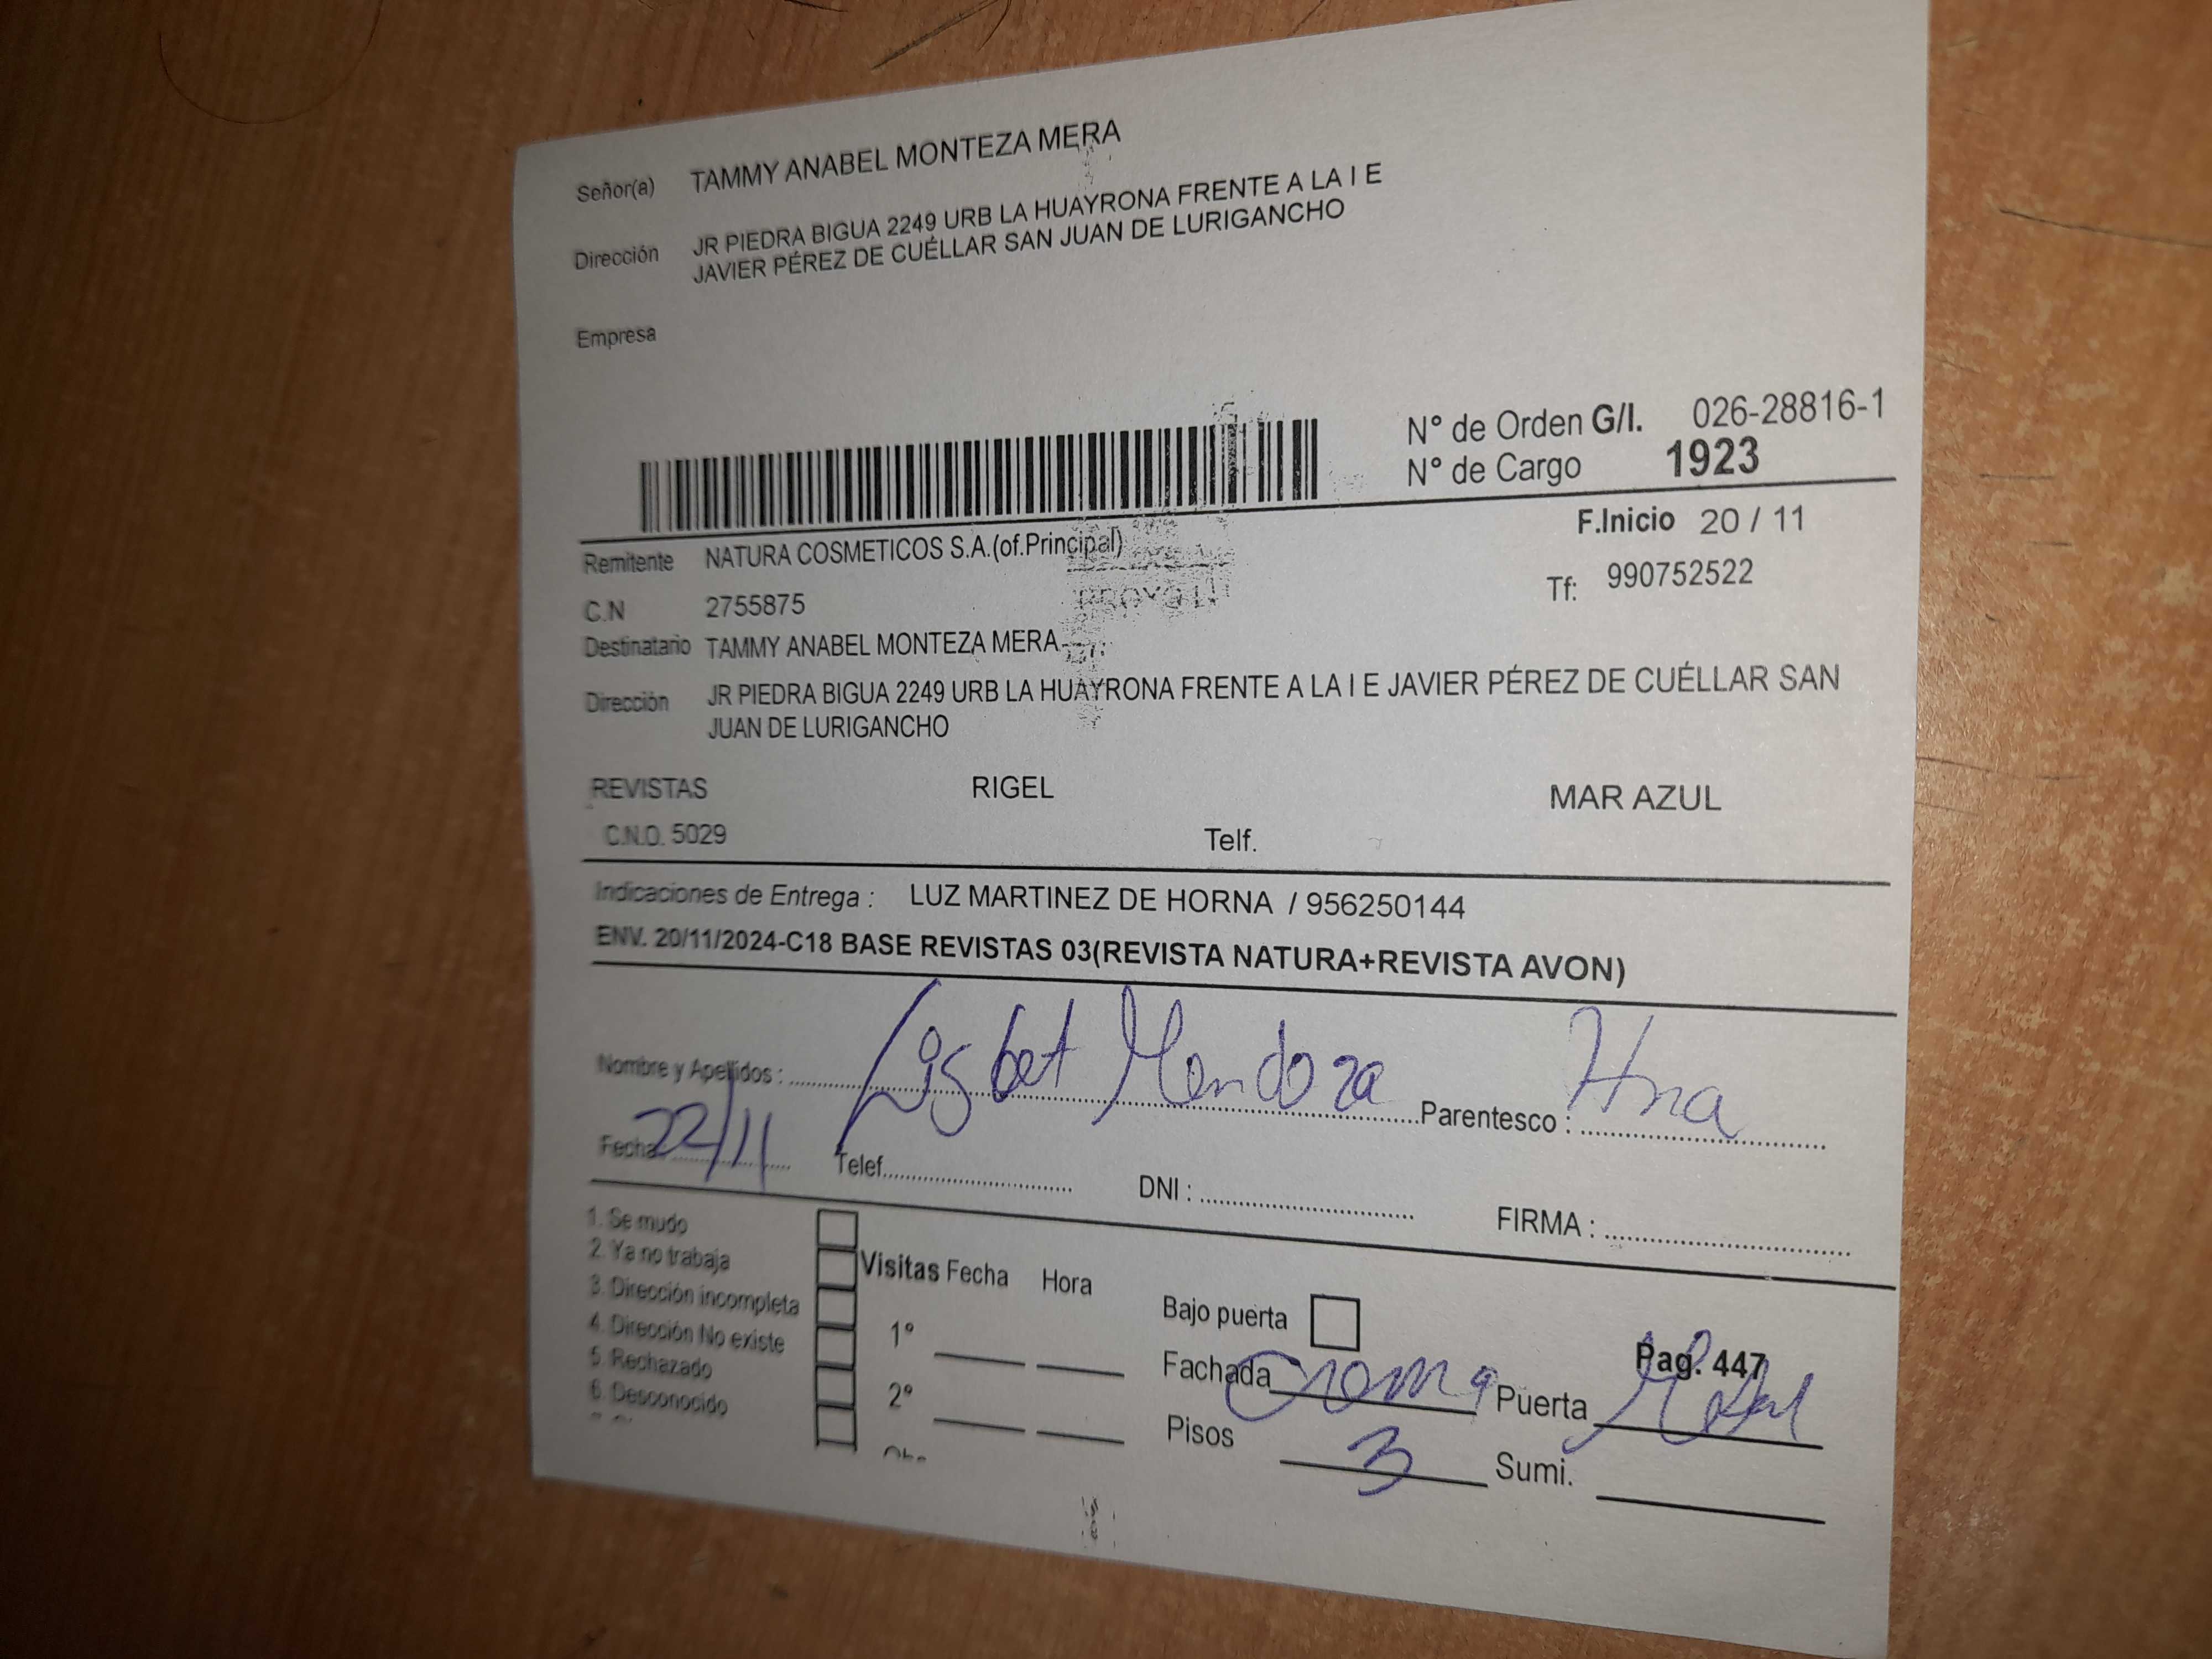 Señor(a) TAMMY ANABEL MONTEZA MERA
Dirección JR PIEDRA BIGUA 2249 URB LA HUAYRONA FRENTE A LA I E
JAVIER PÉREZ DE CUÉLLAR SAN JUAN DE LURIGANCHO
Empresa
N° de Orden G/I. 026-28816-1
N° de Cargo 1923
F.Inicio 20 / 11
Remitente NATURA COSMETICOS S.A.(of.Principal)
Tf: 990752522
C.N 2755875
Destinatario TAMMY ANABEL MONTEZA MERA
Dirección JR PIEDRA BIGUA 2249 URB LA HUAYRONA FRENTE A LA I E JAVIER PÉREZ DE CUÉLLAR SAN
JUAN DE LURIGANCHO
REVISTAS RIGEL MAR AZUL
C.N.O. 5029 Telf.
Indicaciones de Entrega : LUZ MARTINEZ DE HORNA / 956250144
ENV. 20/11/2024-C18 BASE REVISTAS 03(REVISTA NATURA+REVISTA AVON)
Nombre y Apellidos : Lisbet Mendoza Parentesco : Hna
Fecha 22/11 Telef. DNI : FIRMA :
1. Se mudo
2. Ya no trabaja
3. Dirección incompleta
4. Dirección No existe
5. Rechazado
6. Desconocido
Visitas Fecha Hora
1°
2°
Bajo puerta
Pag. 447
Fachada Crema Puerta Metal
Pisos 3 Sumi.